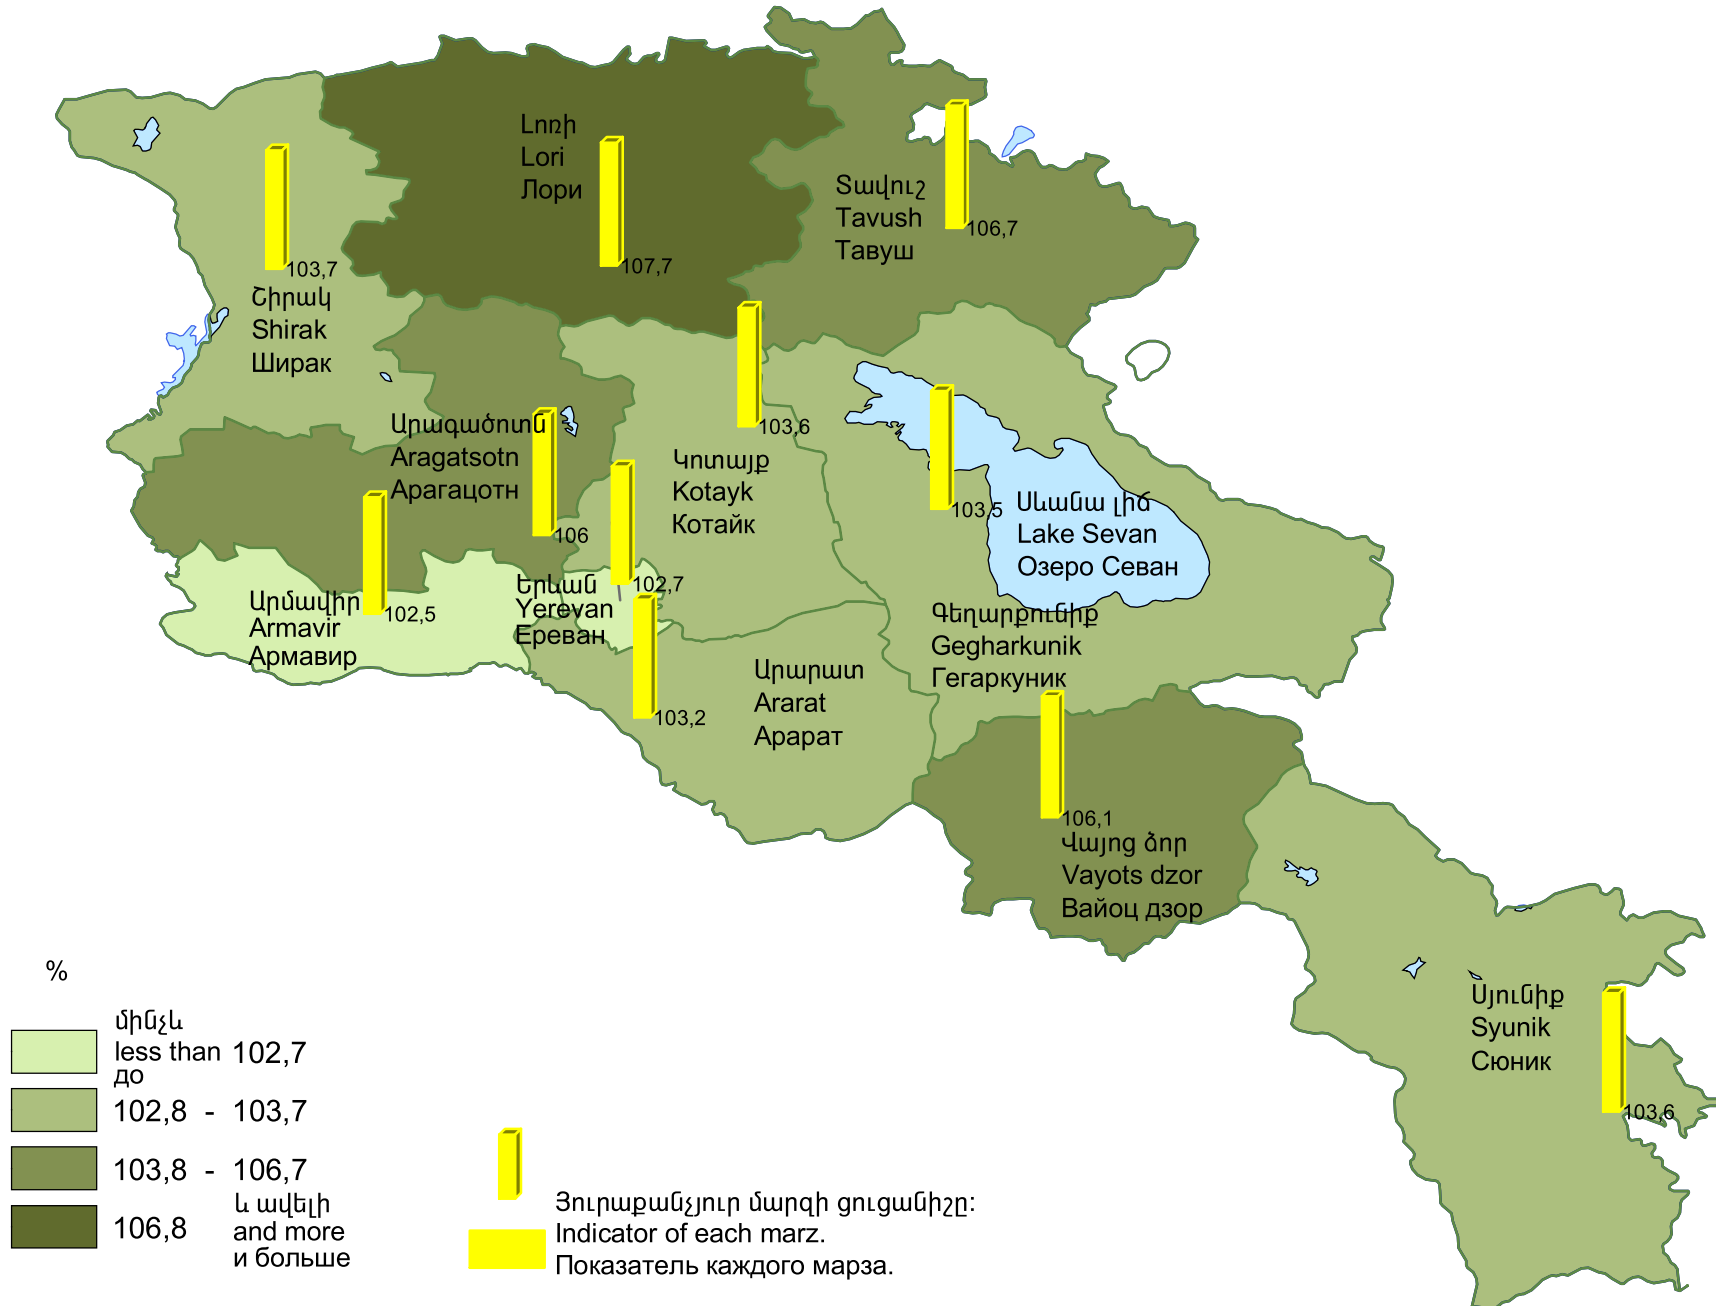 Լոռի
Lori
Лори
107,7
Տավուշ
Tavush
Тавуш
106,7
103,7
Շիրակ
Shirak
Ширак
Արագածոտն
Aragatsotn
Арагацотн
106
103,6
Կոտայք
Kotayk
Котайк
103,5
Սևանա լիճ
Lake Sevan
Озеро Севан
Արմավիր
Armavir
Армавир
102,5
Երևան
Yerevan
Ереван
102,7
Գեղարքունիք
Gegharkunik
Гегаркуник
103,2
Արարատ
Ararat
Арарат
106,1
Վայոց ձոր
Vayots dzor
Вайоц дзор
Սյունիք
Syunik
Сюник
103,6
%
մինչև
less than 102,7
до
102,8 - 103,7
103,8 - 106,7
106,8
և ավելի
and more
и больше
Յուրաքանչյուր մարզի ցուցանիշը:
Indicator of each marz.
Показатель каждого марза.